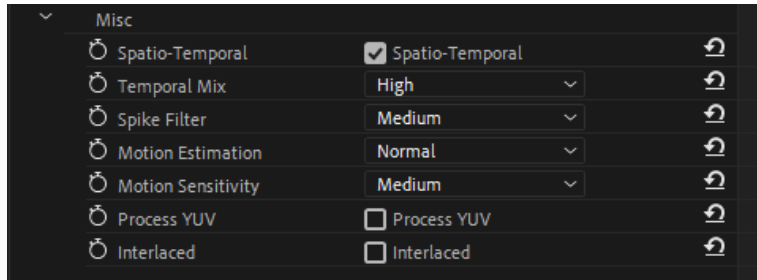 Misc
Spatio-Temporal Spatio-Temporal
Temporal Mix High
Spike Filter Medium
Motion Estimation Normal
Motion Sensitivity Medium
Process YUV Process YUV
Interlaced Interlaced